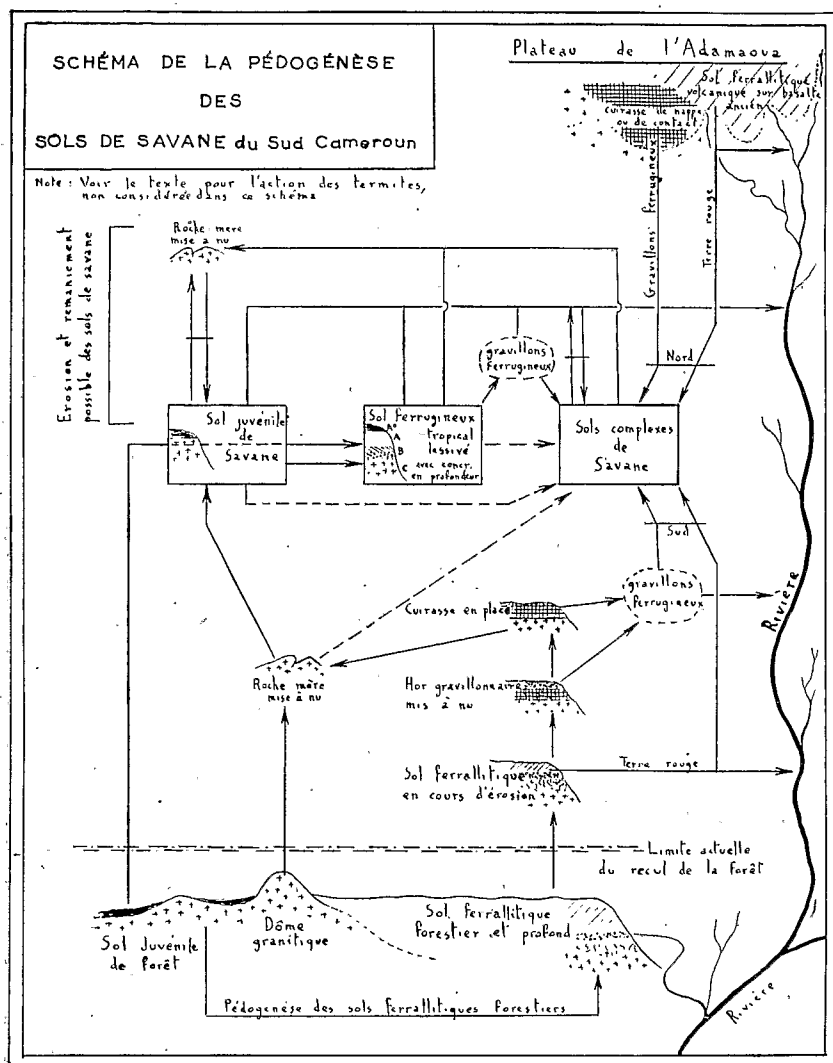 SCHÉMA DE LA PÉDOGÉNÈSE
DES
SOLS DE SAVANE du Sud Cameroun
Note : Voir le texte pour l'action des termites,
non considérée dans ce schéma
Plateau de l'Adamaoua
Sol ferrallitique
volcanique sur basalte
ancien
cuirasse de nappe
ou de contact
Gravillons ferrugineux
Terre rouge
Nord
Erosion et remaniement
possible des sols de savane
Roche mère
mise à nu
gravillons
ferrugineux
Sol juvénile
de
Savane
Sol ferrugineux
tropical
lessivé
avec concr.
en profondeur
A°
A
B
C
Sols complexes
de
Savane
Sud
gravillons
ferrugineux
Rivière
Cuirasse en place
Roche mère
mise à nu
Hor gravillonnaire
mis à nu
Sol ferrallitique
en cours d'érosion
Terre rouge
Limite actuelle
du recul de la forêt
Sol Juvénile
de forêt
Dôme
granitique
Sol ferrallitique
forestier et profond
Pédogenèse des sols ferrallitiques forestiers
Rivière